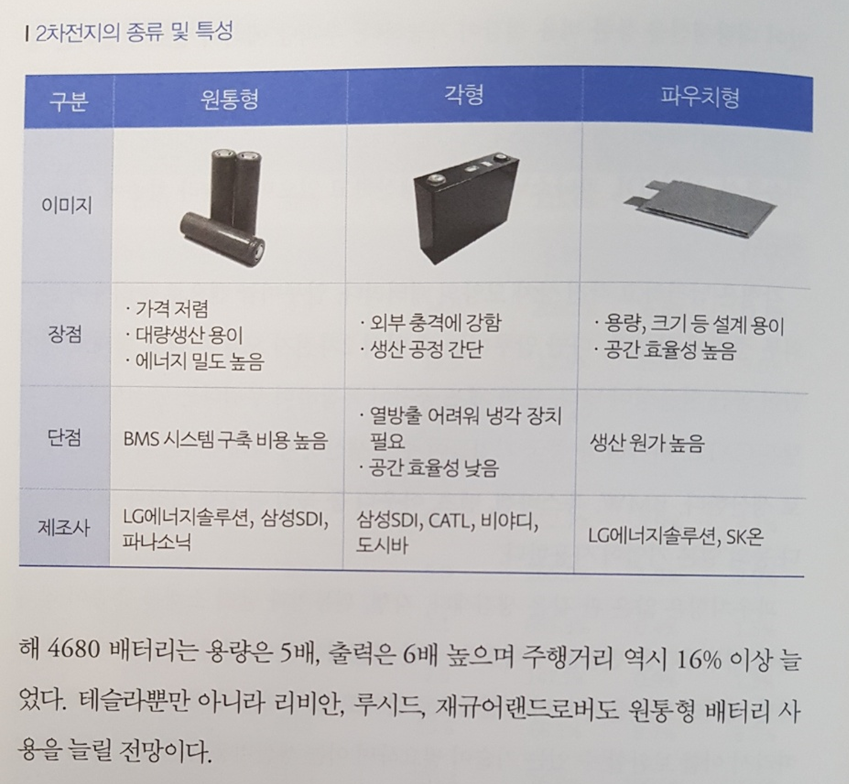 2차전지의 종류 및 특성
구분 원통형 각형 파우치형
이미지
장점
· 가격 저렴
· 대량생산 용이
· 에너지 밀도 높음
· 외부 충격에 강함
· 생산 공정 간단
· 용량, 크기 등 설계 용이
· 공간 효율성 높음
단점
BMS 시스템 구축 비용 높음
· 열방출 어려워 냉각 장치
필요
· 공간 효율성 낮음
생산 원가 높음
제조사
LG에너지솔루션, 삼성SDI,
파나소닉
삼성SDI, CATL, 비야디,
도시바
LG에너지솔루션, SK온
해 4680 배터리는 용량은 5배, 출력은 6배 높으며 주행거리 역시 16% 이상 늘
었다. 테슬라뿐만 아니라 리비안, 루시드, 재규어랜드로버도 원통형 배터리 사
용을 늘릴 전망이다.